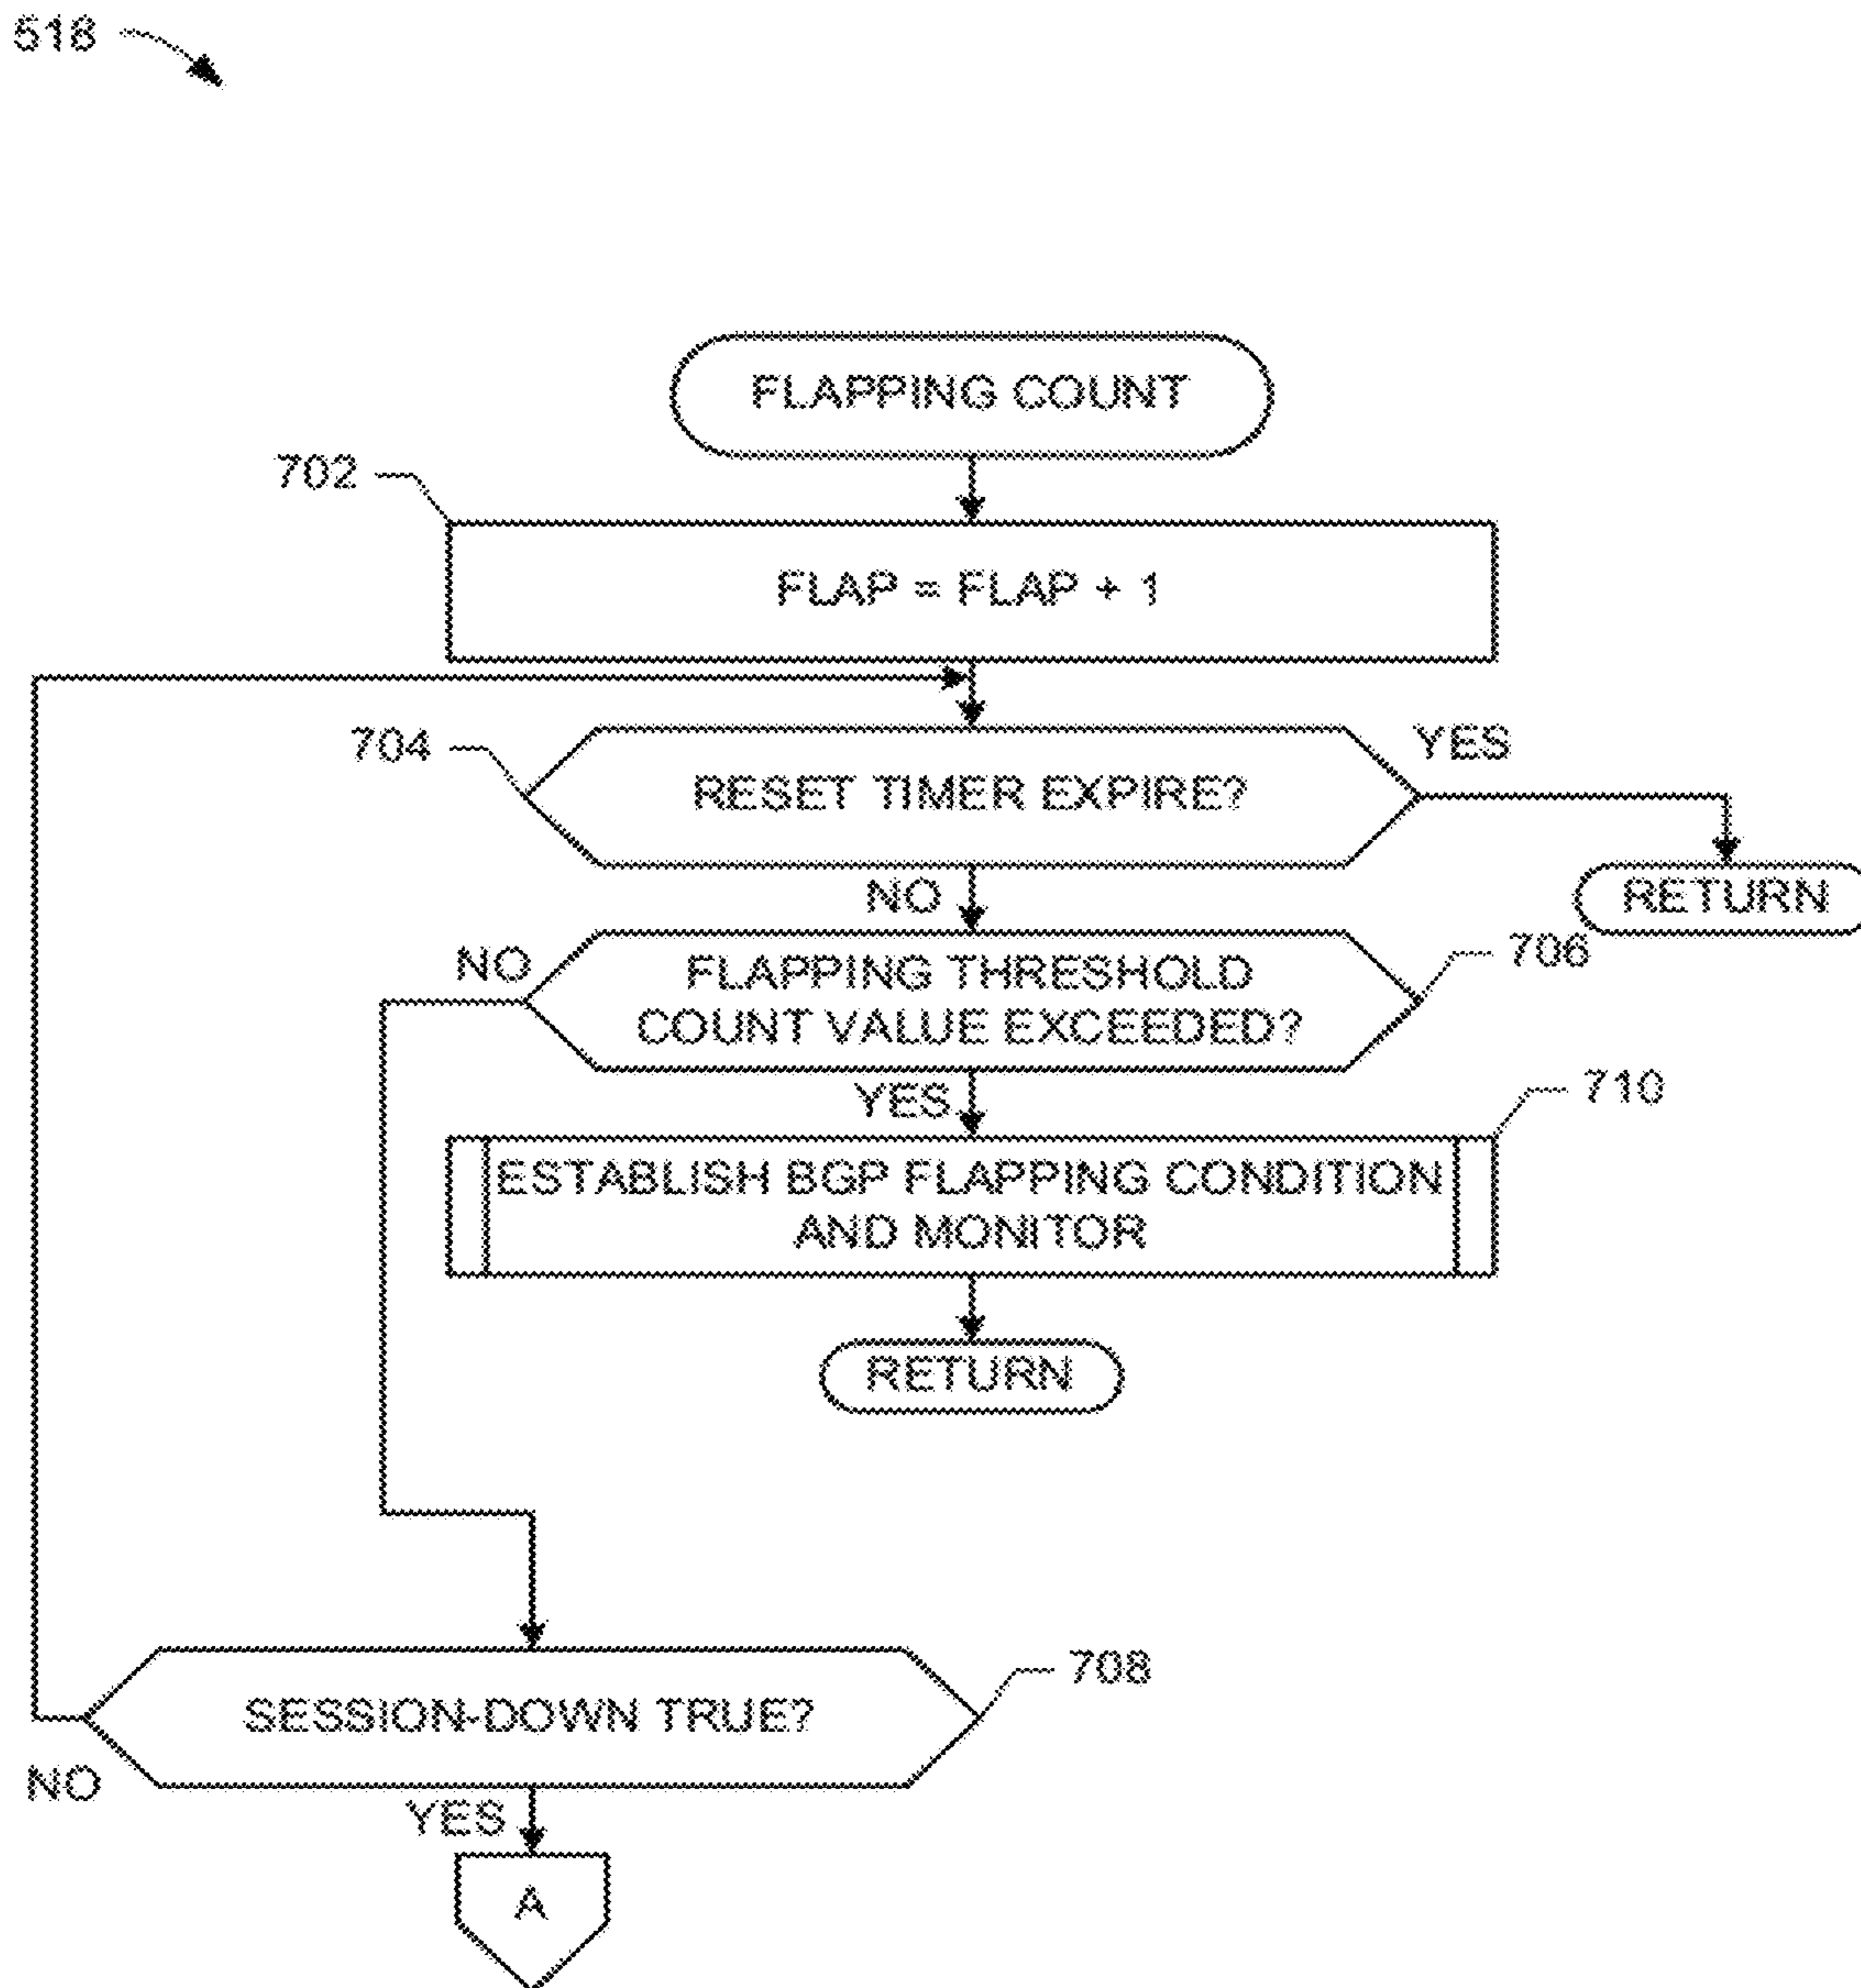 518
FLAPPING COUNT
702
FLAP = FLAP + 1
704
RESET TIMER EXPIRE?
YES
RETURN
NO
NO
FLAPPING THRESHOLD
COUNT VALUE EXCEEDED?
706
YES
710
ESTABLISH BGP FLAPPING CONDITION
AND MONITOR
RETURN
SESSION-DOWN TRUE?
708
NO
YES
A